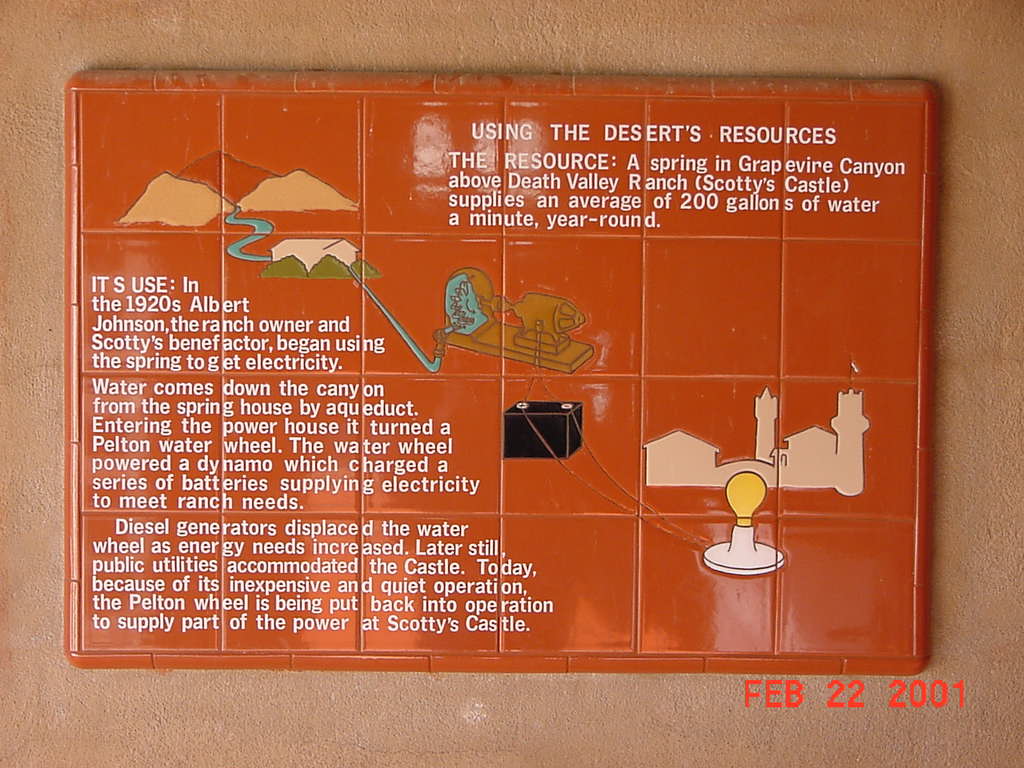 USING THE DESERT'S RESOURCES
THE RESOURCE: A spring in Grapevire Canyon
above Death Valley Ranch (Scotty's Castle)
supplies an average of 200 gallons of water
a minute, year-round.
IT S USE: In
the 1920s Albert
Johnson, the ranch owner and
Scotty's benefactor, began using
the spring to get electricity.
Water comes down the canyon
from the spring house by aqueduct.
Entering the power house it turned a
Pelton water wheel. The water wheel
powered a dynamo which charged a
series of batteries supplying electricity
to meet ranch needs.
Diesel generators displaced the water
wheel as energy needs increased. Later still,
public utilities accommodated the Castle. Today,
because of its inexpensive and quiet operation,
the Pelton wheel is being put back into operation
to supply part of the power at Scotty's Castle.
FEB 22 2001